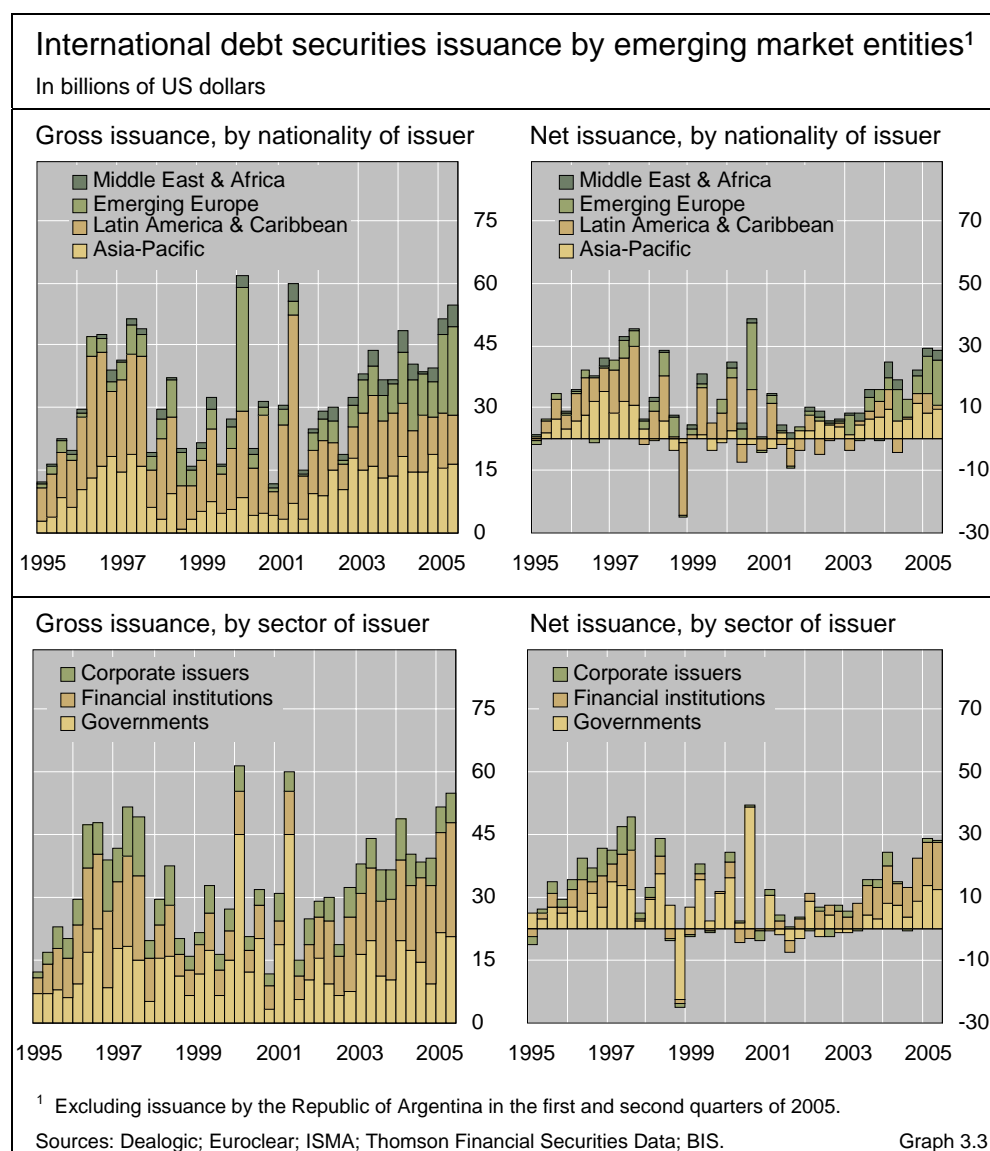 International debt securities issuance by emerging market entities¹
In billions of US dollars
Gross issuance, by nationality of issuer
Middle East & Africa
Emerging Europe
Latin America & Caribbean
Asia-Pacific
75
60
45
30
15
0
1995 1997 1999 2001 2003 2005
Net issuance, by nationality of issuer
Middle East & Africa
Emerging Europe
Latin America & Caribbean
Asia-Pacific
70
50
30
10
-10
-30
1995 1997 1999 2001 2003 2005
Gross issuance, by sector of issuer
Corporate issuers
Financial institutions
Governments
75
60
45
30
15
0
1995 1997 1999 2001 2003 2005
Net issuance, by sector of issuer
Corporate issuers
Financial institutions
Governments
70
50
30
10
-10
-30
1995 1997 1999 2001 2003 2005
¹ Excluding issuance by the Republic of Argentina in the first and second quarters of 2005.
Sources: Dealogic; Euroclear; ISMA; Thomson Financial Securities Data; BIS. Graph 3.3